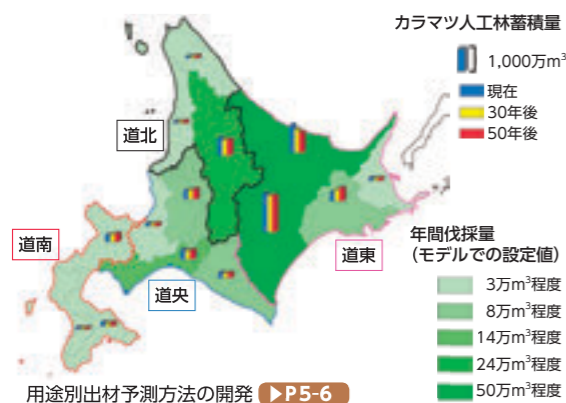 カラマツ人工林蓄積量
1,000万m³
現在
30年後
50年後
道北
道南
道央
道東
年間伐採量
(モデルでの設定値)
3万m³程度
8万m³程度
14万m³程度
24万m³程度
50万m³程度
用途別出材予測方法の開発 ▶P5-6